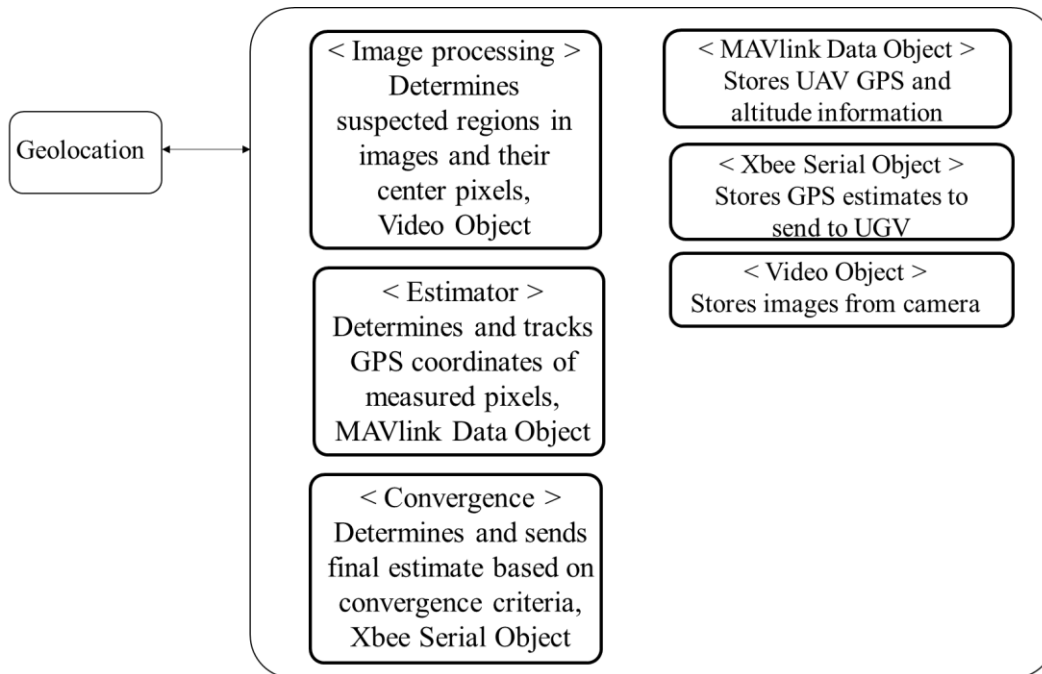 Geolocation
< Image processing >
Determines
suspected regions in
images and their
center pixels,
Video Object
< Estimator >
Determines and tracks
GPS coordinates of
measured pixels,
MAVlink Data Object
< Convergence >
Determines and sends
final estimate based on
convergence criteria,
Xbee Serial Object
< MAVlink Data Object >
Stores UAV GPS and
altitude information
< Xbee Serial Object >
Stores GPS estimates to
send to UGV
< Video Object >
Stores images from camera